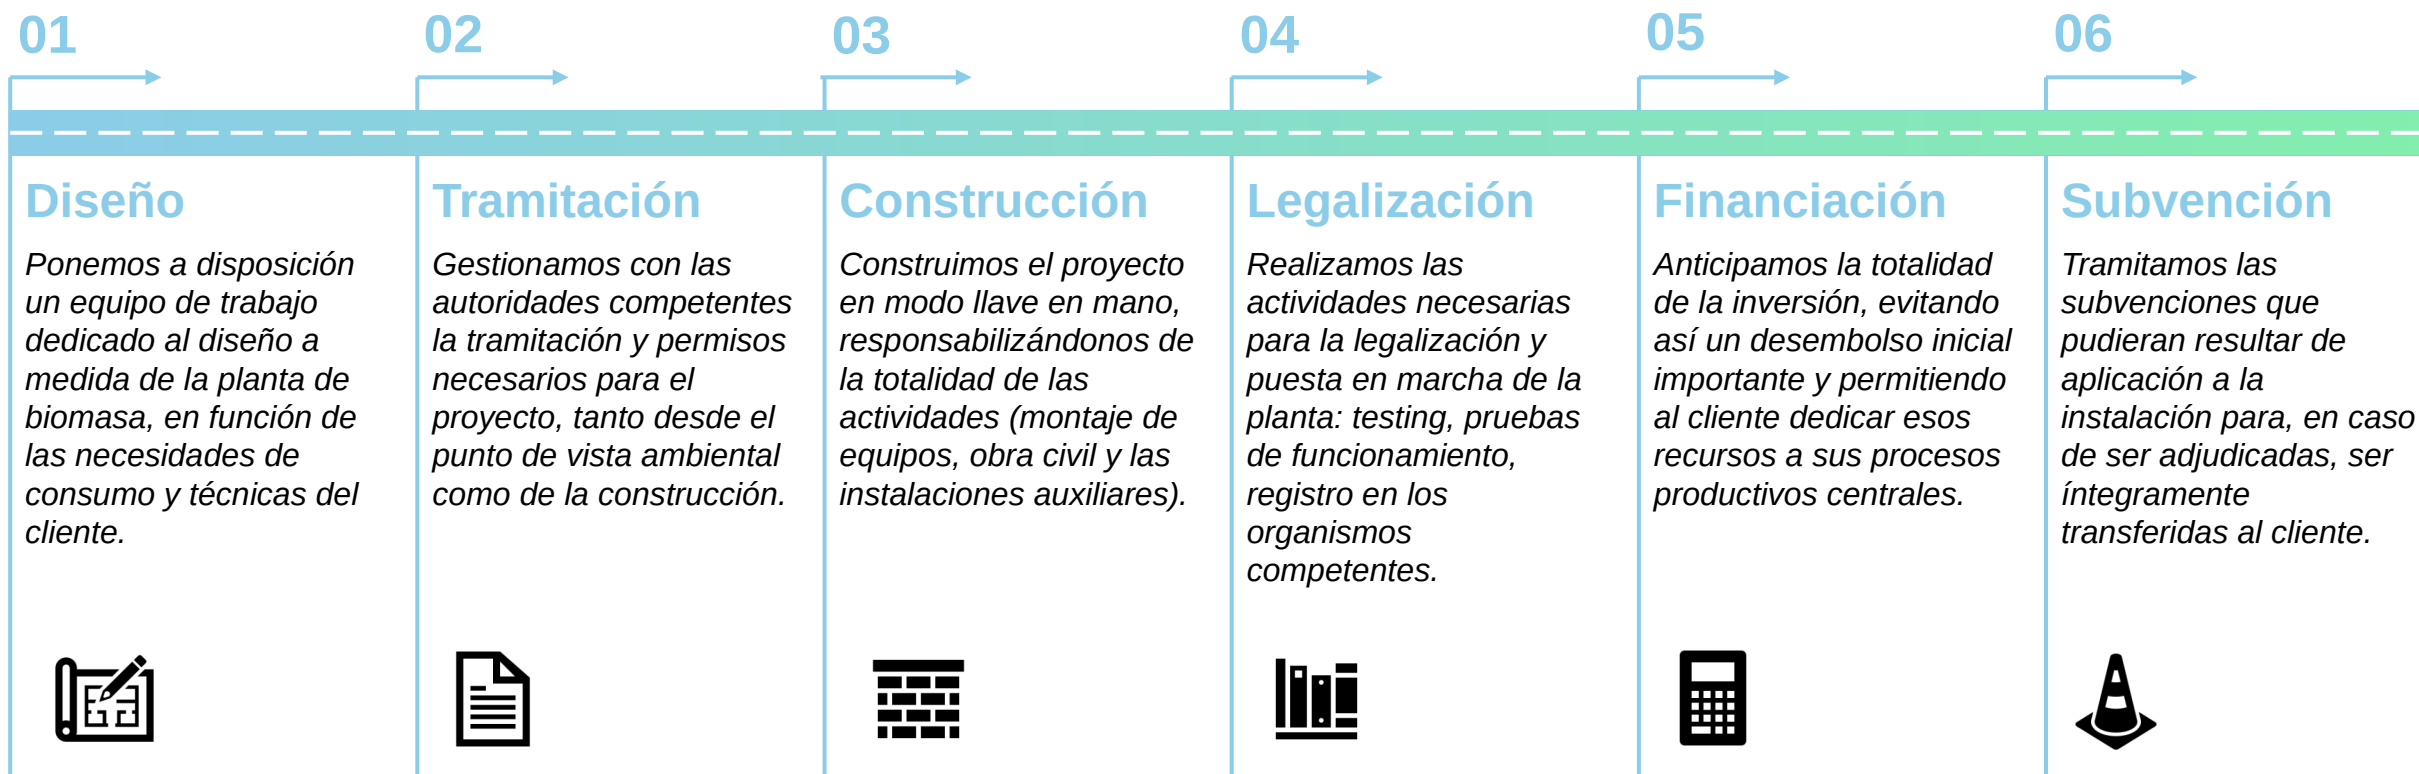 01
Diseño
Ponemos a disposición
un equipo de trabajo
dedicado al diseño a
medida de la planta de
biomasa, en función de
las necesidades de
consumo y técnicas del
cliente.
02
Tramitación
Gestionamos con las
autoridades competentes
la tramitación y permisos
necesarios para el
proyecto, tanto desde el
punto de vista ambiental
como de la construcción.
03
Construcción
Construimos el proyecto
en modo llave en mano,
responsabilizándonos de
la totalidad de las
actividades (montaje de
equipos, obra civil y las
instalaciones auxiliares).
04
Legalización
Realizamos las
actividades necesarias
para la legalización y
puesta en marcha de la
planta: testing, pruebas
de funcionamiento,
registro en los
organismos
competentes.
05
Financiación
Anticipamos la totalidad
de la inversión, evitando
así un desembolso inicial
importante y permitiendo
al cliente dedicar esos
recursos a sus procesos
productivos centrales.
06
Subvención
Tramitamos las
subvenciones que
pudieran resultar de
aplicación a la
instalación para, en caso
de ser adjudicadas, ser
íntegramente
transferidas al cliente.